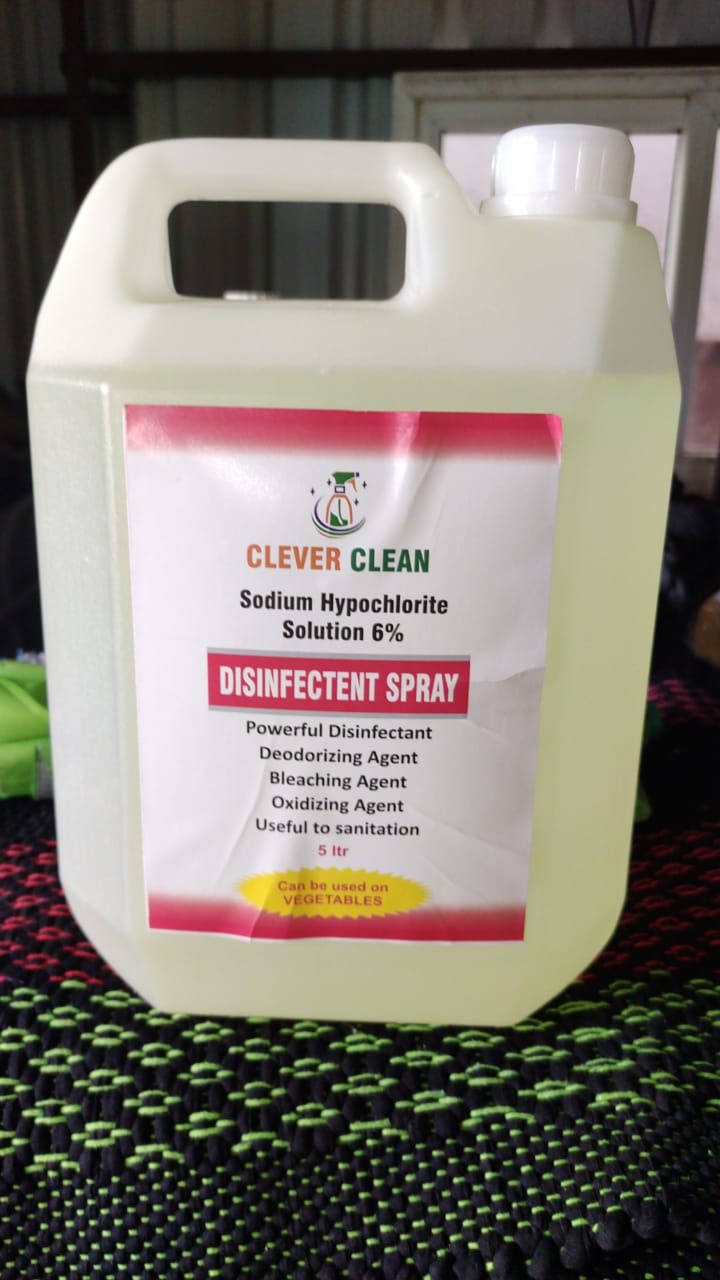 CLEVER CLEAN
Sodium Hypochlorite
Solution 6%
DISINFECTENT SPRAY
Powerful Disinfectant
Deodorizing Agent
Bleaching Agent
Oxidizing Agent
Useful to sanitation
5 ltr
Can be used on
VEGETABLES